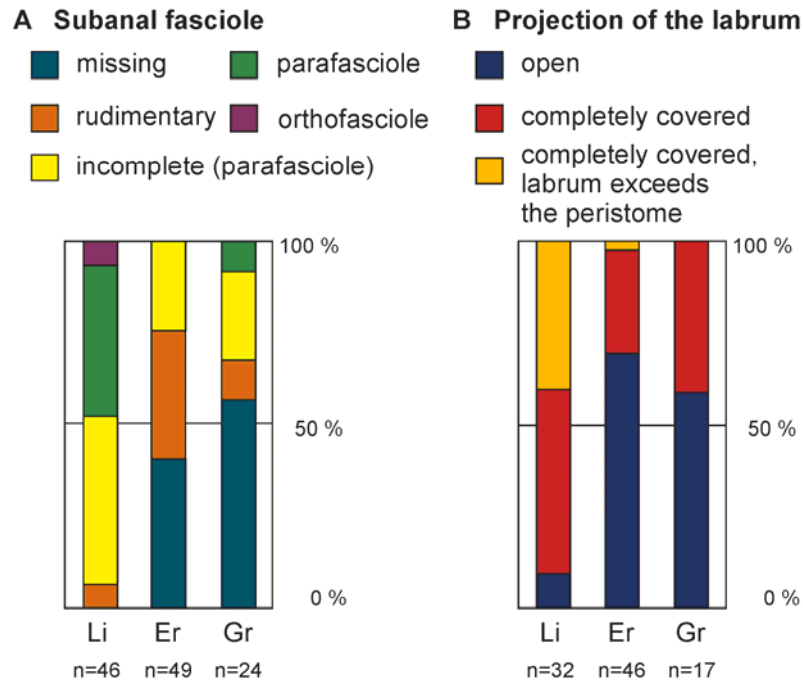 A Subanal fasciole
missing
parafasciole
rudimentary
orthofasciole
incomplete (parafasciole)
100 %
50 %
0 %
Li Er Gr
n=46 n=49 n=24
B Projection of the labrum
open
completely covered
completely covered,
labrum exceeds
the peristome
100 %
50 %
0 %
Li Er Gr
n=32 n=46 n=17